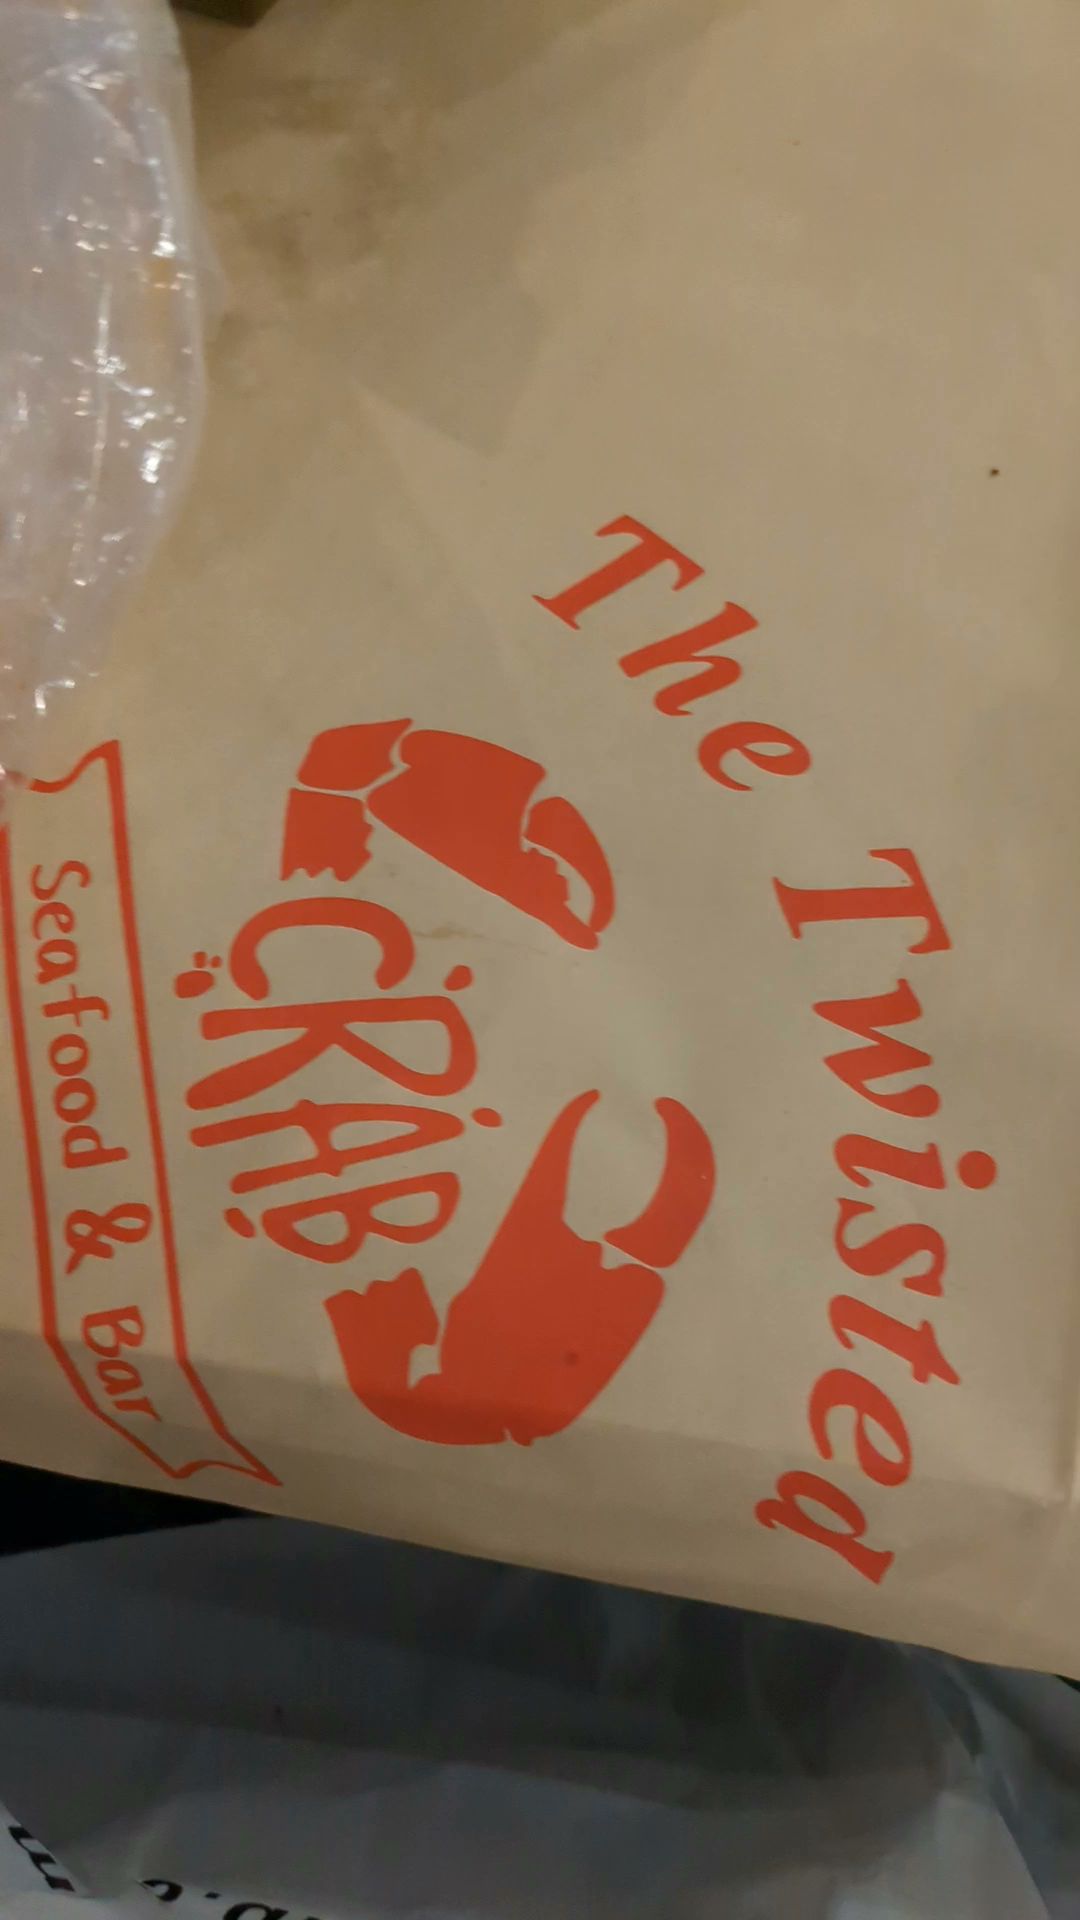 The Twisted
CRAB
Seafood & Bar